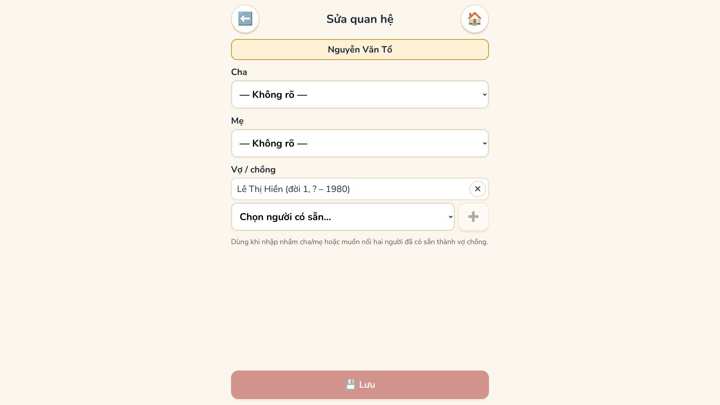 Sửa quan hệ
Nguyễn Văn Tổ
Cha
— Không rõ —
Mẹ
— Không rõ —
Vợ / chồng
Lê Thị Hiền (đời 1, ? – 1980)
Chọn người có sẵn...
Dùng khi nhập nhầm cha/mẹ hoặc muốn nối hai người đã có sẵn thành vợ chồng.
Lưu